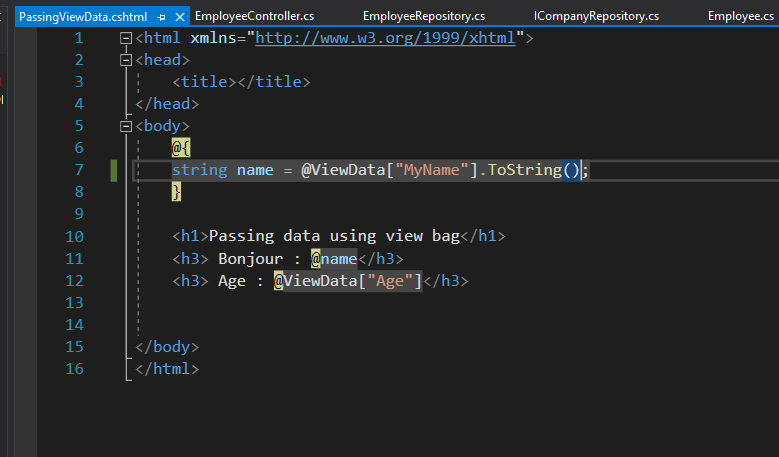 PassingViewData.cshtml EmployeeController.cs EmployeeRepository.cs ICompanyRepository.cs Employee.cs
1 <html xmlns="http://www.w3.org/1999/xhtml">
2 <head>
3 <title></title>
4 </head>
5 <body>
6 @{
7 string name = @ViewData["MyName"].ToString();
8 }
9
10 <h1>Passing data using view bag</h1>
11 <h3> Bonjour : @name</h3>
12 <h3> Age : @ViewData["Age"]</h3>
13
14
15 </body>
16 </html>